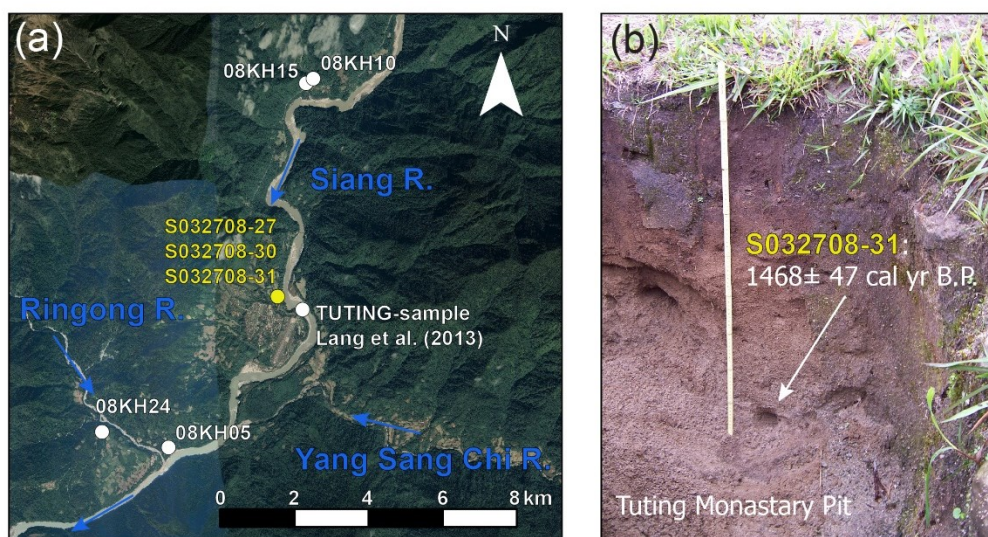 (a)
N
08KH15 08KH10
Siang R.
S032708-27
S032708-30
S032708-31
Ringong R.
TUTING-sample
Lang et al. (2013)
08KH24
08KH05
Yang Sang Chi R.
0 2 4 6 8 km
(b)
S032708-31:
1468± 47 cal yr B.P.
Tuting Monastary Pit